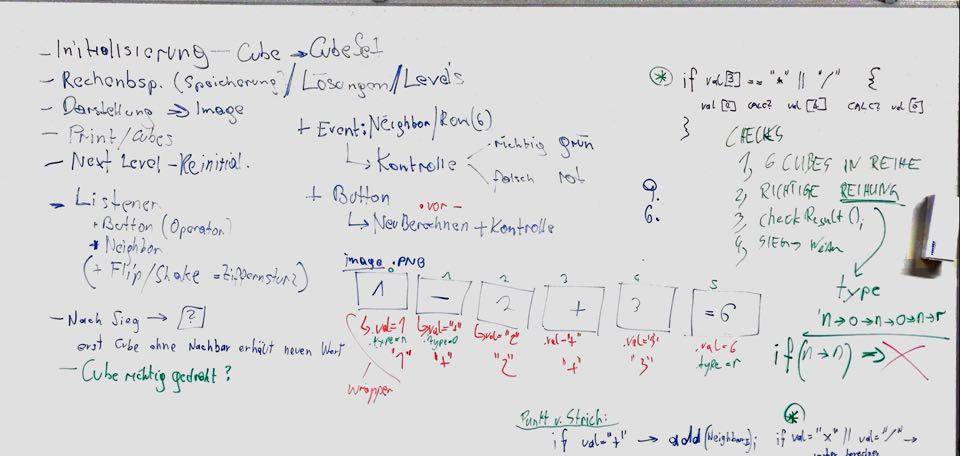 - Initialisierung - Cube → CubeSet
- Rechenbsp. (Speicherung) / Lösungen / Levels
- Darstellung ⇒ Image
- Print / Cubes
- Next Level - Reinitial.
→ Listener
+ Button (Operator)
* Neighbor
(+ Flip/Shake = Ziffernsturz)
- Nach Sieg → [?]
erst Cube ohne Nachbar erhält neuen Wert
- Cube richtig gedreht?
+ Event: Neighbor/Row(6)
↳ Kontrolle
· richtig grün
· falsch rot
+ Button
• vor -
↳ Neu Berechnen + Kontrolle
9.
6.
* if val[3] == "*" || "/" {
val [2] CALC? val [4] CALC? val [6]
}
CHECKS
1, 6 CUBES IN REIHE
2, RICHTIGE REIHUNG
3, checkResult();
4, SIEG →
type
n→o→n→o→n→r
if(n→n) ⇒ X
image .PNG
0 1 2 3 4 5
1 - 2 + 3 =6
↳ .val=1 ↳ .val="+" ↳ val="2" .val-4" .val="3" .val=6
.type=n .type=o type=r
"1" "+" "2" "+" "3"
wrapper
Punkt v. Strich:
if val="+" → add(Neighbors);
*
if val="x" || val="/" →